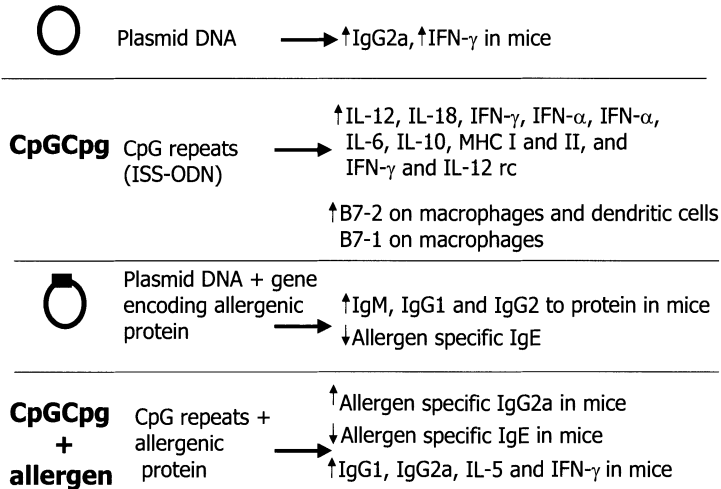 Plasmid DNA
↑IgG2a, ↑IFN-γ in mice
CpGCpg
CpG repeats
(ISS-ODN)
↑IL-12, IL-18, IFN-γ, IFN-α, IFN-α,
IL-6, IL-10, MHC I and II, and
IFN-γ and IL-12 rc
↑B7-2 on macrophages and dendritic cells
B7-1 on macrophages
Plasmid DNA + gene
encoding allergenic
protein
↑IgM, IgG1 and IgG2 to protein in mice
↓Allergen specific IgE
CpGCpg
+
allergen
CpG repeats +
allergenic
protein
↑Allergen specific IgG2a in mice
↓Allergen specific IgE in mice
↑IgG1, IgG2a, IL-5 and IFN-γ in mice